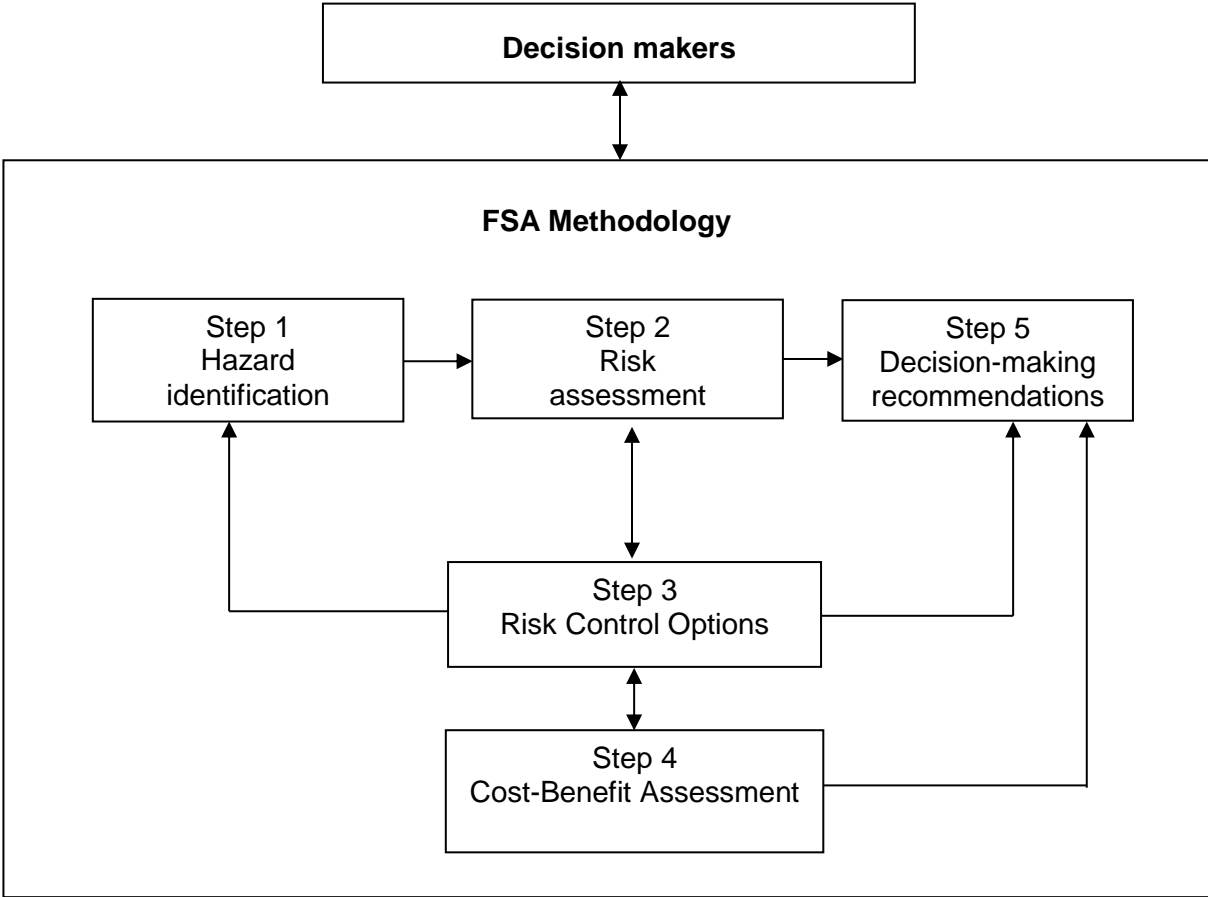 Decision makers
FSA Methodology
Step 1
Hazard
identification
Step 2
Risk
assessment
Step 5
Decision-making
recommendations
Step 3
Risk Control Options
Step 4
Cost-Benefit Assessment